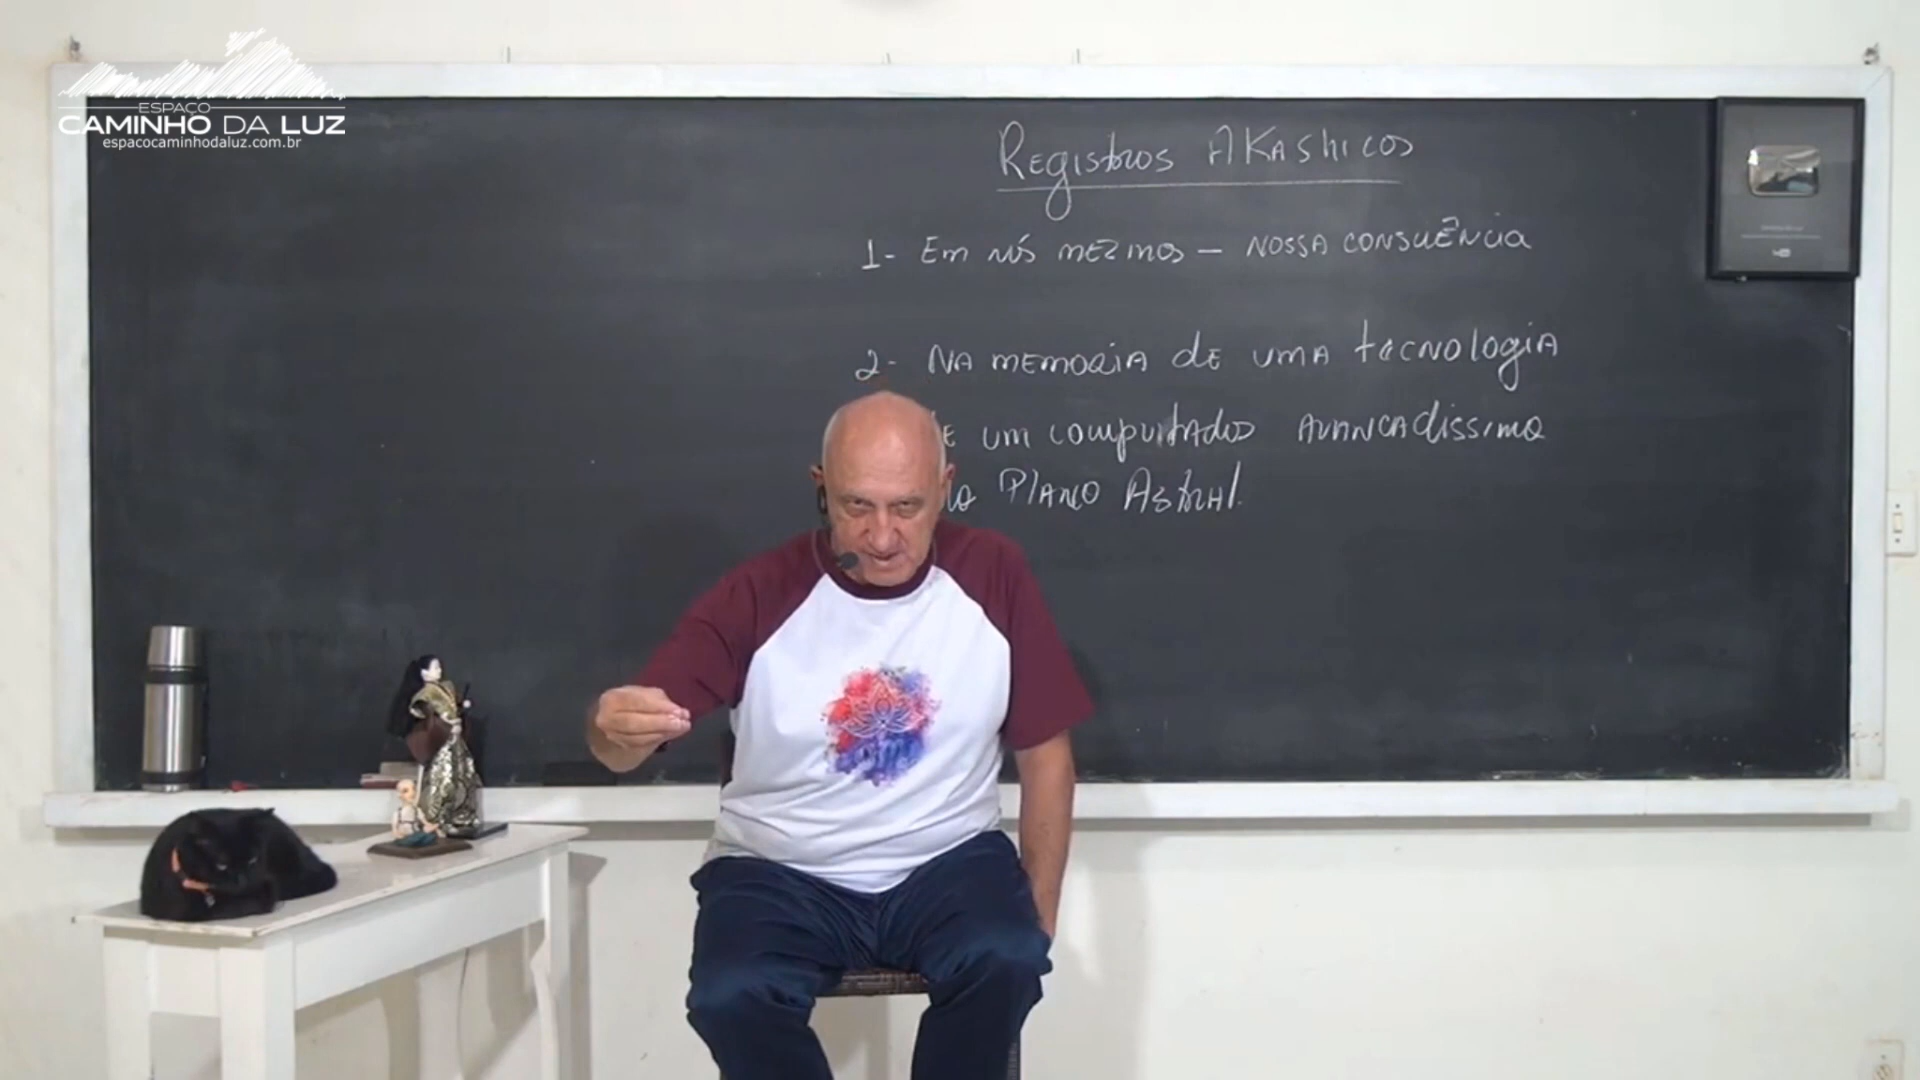 ESPAÇO
CAMINHO DA LUZ
espacocaminhodaluz.com.br
Registros AKAShicos
1- Em NóS mEzmos – NOSSA CONSCIÊNCIA
2- NA mEmORIA dE UMA tecnologia
E um computador AVANCAdissimo
PlANO AstRAl.